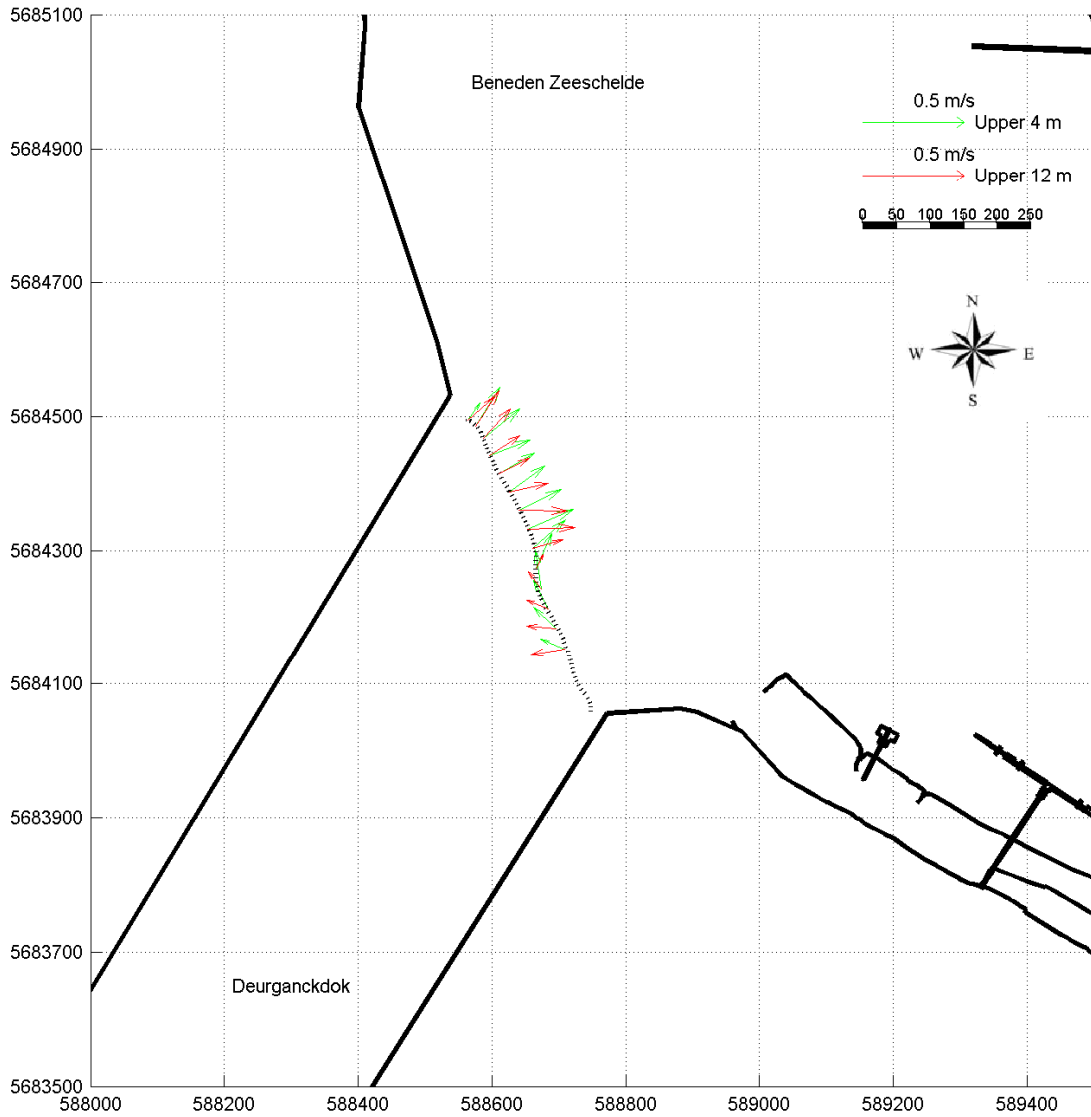 5685100
Beneden Zeeschelde
0.5 m/s
Upper 4 m
5684900
0.5 m/s
Upper 12 m
0 50 100 150 200 250
5684700
N
W E
S
5684500
5684300
5684100
5683900
5683700
Deurganckdok
5683500
588000 588200 588400 588600 588800 589000 589200 589400